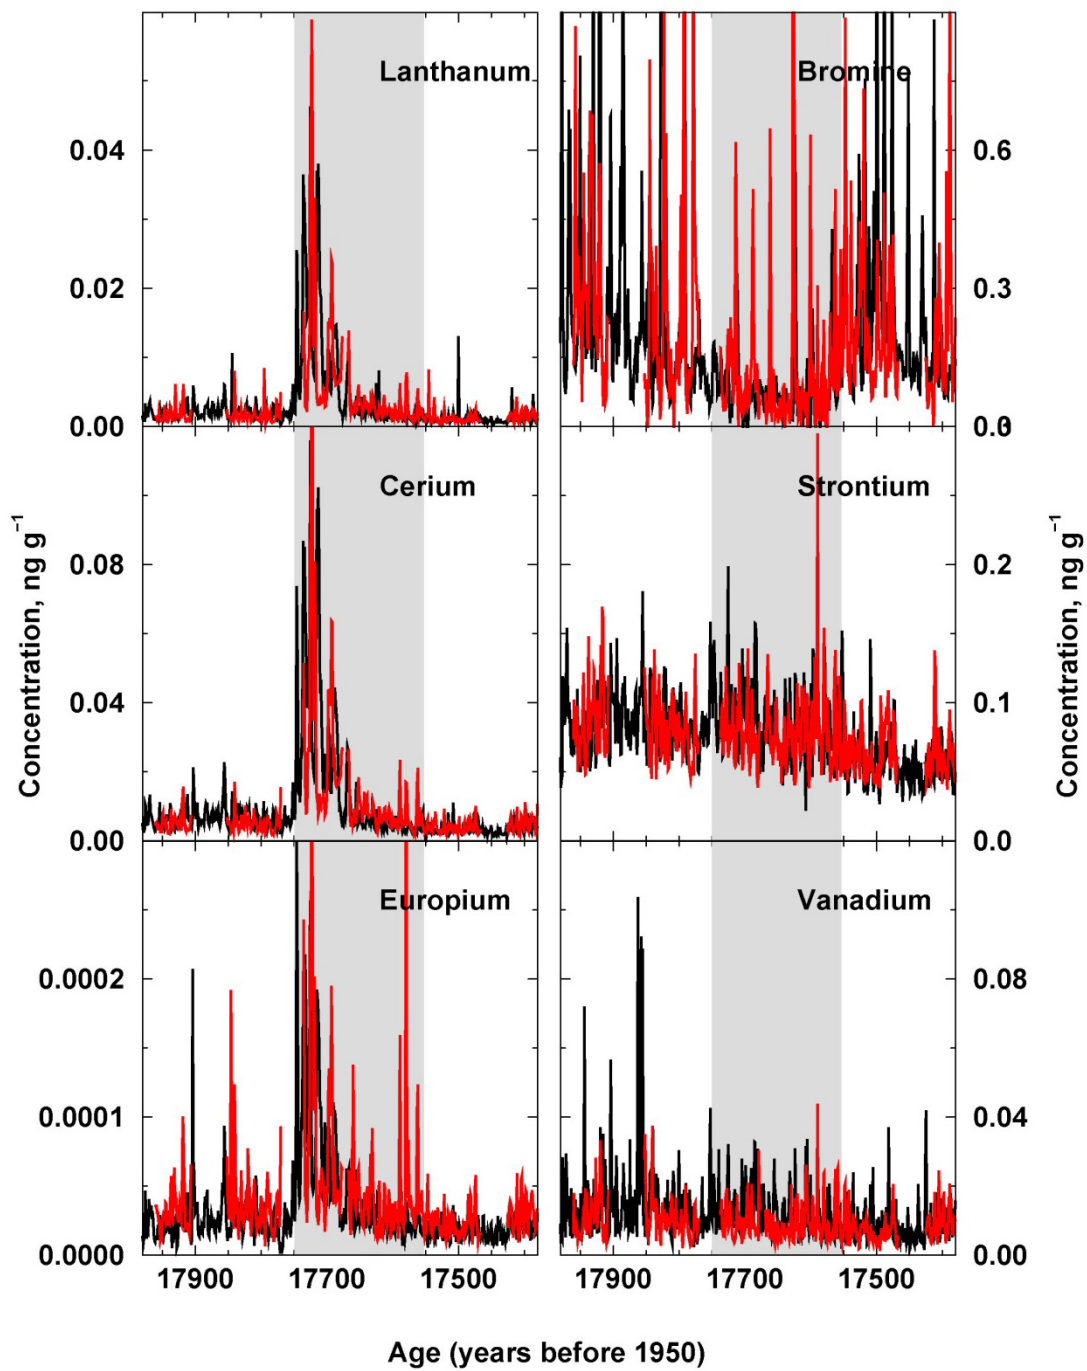 Lanthanum
Bromine
0.04
0.02
0.00
0.6
0.3
0.0
Cerium
Strontium
0.08
0.04
0.00
0.3
0.2
0.1
0.0
Europium
Vanadium
0.0002
0.0001
0.0000
0.08
0.04
0.00
17900
17700
17500
17900
17700
17500
Concentration, ng g⁻¹
Concentration, ng g⁻¹
Age (years before 1950)